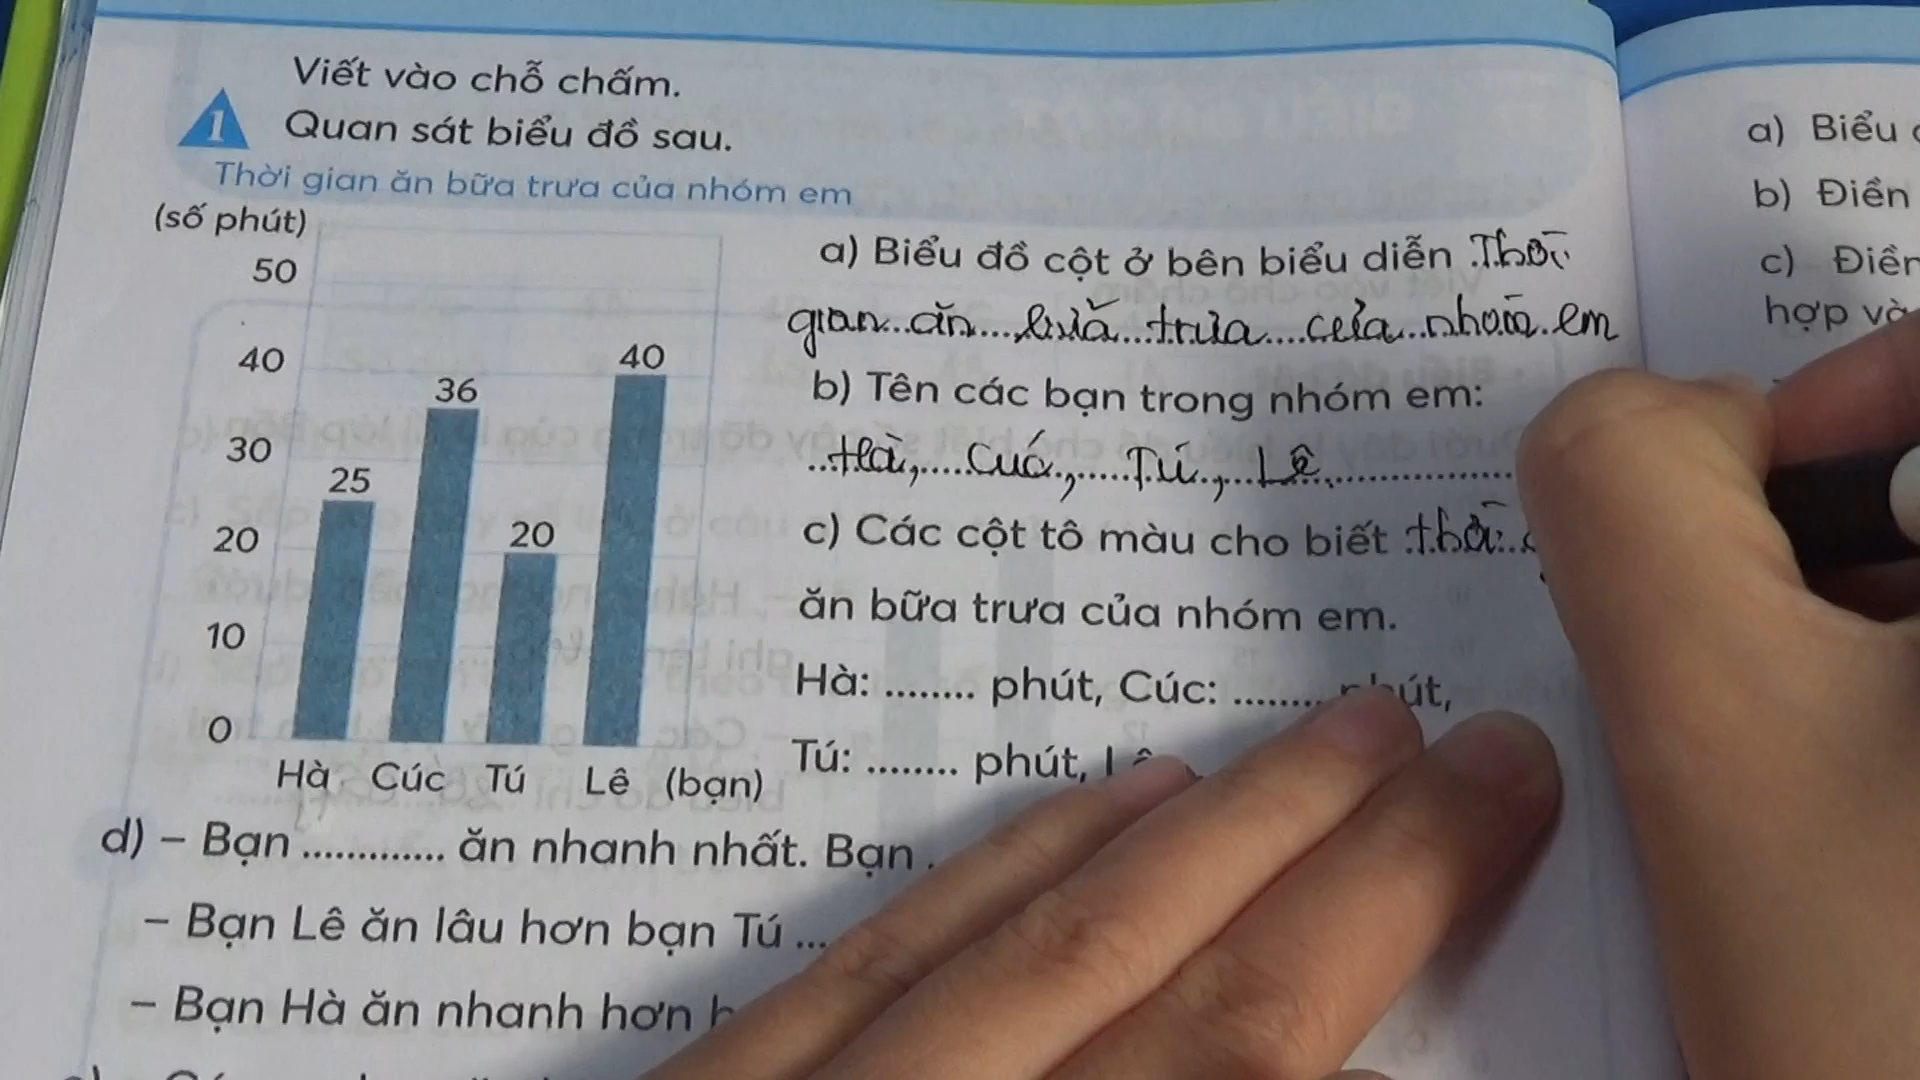 Viết vào chỗ chấm.
1 Quan sát biểu đồ sau.
Thời gian ăn bữa trưa của nhóm em
(số phút)
50
40
30
20
10
0
25
36
20
40
Hà Cúc Tú Lê (bạn)
a) Biểu đồ cột ở bên biểu diễn Thời
gian ăn bữa trưa của nhóm em
b) Tên các bạn trong nhóm em:
Hà, Cúc, Tú, Lê
c) Các cột tô màu cho biết thời
ăn bữa trưa của nhóm em.
Hà: ........ phút, Cúc: ........ phút,
Tú: ........ phút, Lê
d) – Bạn ............. ăn nhanh nhất. Bạn
– Bạn Lê ăn lâu hơn bạn Tú ...
– Bạn Hà ăn nhanh hơn
a) Biểu
b) Điền
c) Điền
hợp và